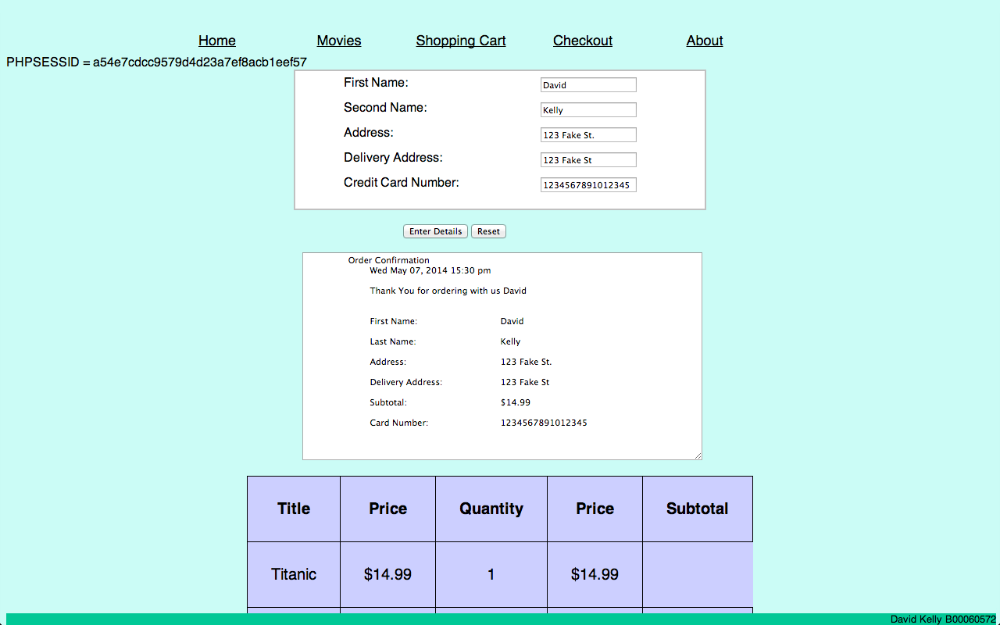 Home Movies Shopping Cart Checkout About
PHPSESSID = a54e7cdcc9579d4d23a7ef8acb1eef57
First Name: David
Second Name: Kelly
Address: 123 Fake St.
Delivery Address: 123 Fake St
Credit Card Number: 1234567891012345
Enter Details Reset
Order Confirmation
Wed May 07, 2014 15:30 pm
Thank You for ordering with us David
First Name: David
Last Name: Kelly
Address: 123 Fake St.
Delivery Address: 123 Fake St
Subtotal: $14.99
Card Number: 1234567891012345
Title Price Quantity Price Subtotal
Titanic $14.99 1 $14.99
David Kelly B00060572